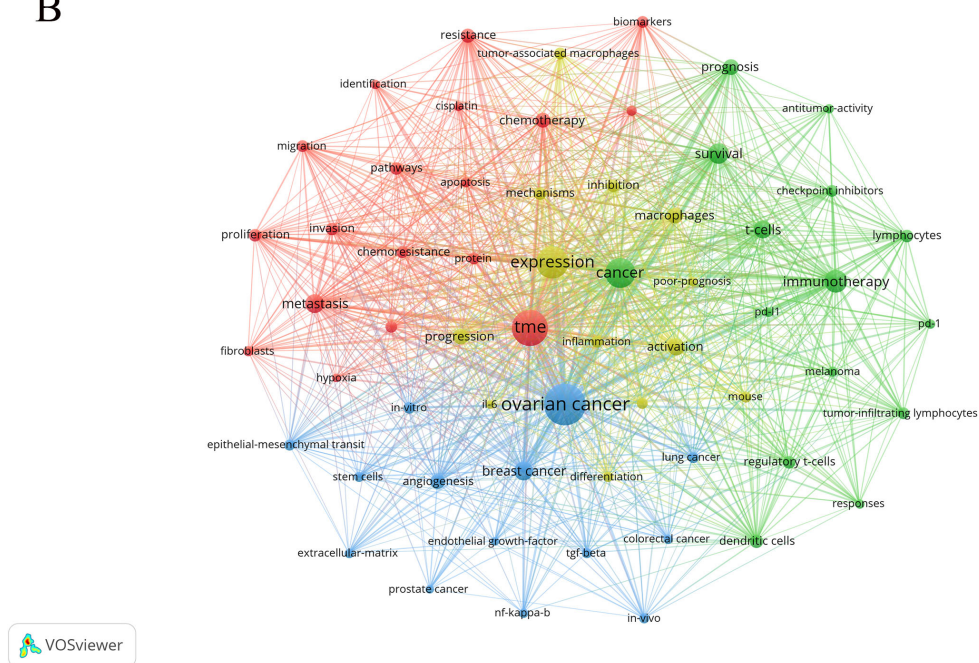 B
biomarkers
resistance
tumor-associated macrophages
prognosis
identification
cisplatin
antitumor-activity
chemotherapy
migration
survival
pathways
apoptosis
mechanisms
inhibition
checkpoint inhibitors
macrophages
proliferation
invasion
t-cells
lymphocytes
chemoresistance
protein
expression
cancer
poor-prognosis
immunotherapy
metastasis
pd-l1
pd-1
tme
progression
inflammation
activation
fibroblasts
hypoxia
melanoma
in-vitro
il-6
ovarian cancer
mouse
tumor-infiltrating lymphocytes
epithelial-mesenchymal transit
lung cancer
regulatory t-cells
stem cells
angiogenesis
breast cancer
differentiation
responses
extracellular-matrix
endothelial growth-factor
tgf-beta
colorectal cancer
dendritic cells
prostate cancer
nf-kappa-b
in-vivo
VOSviewer